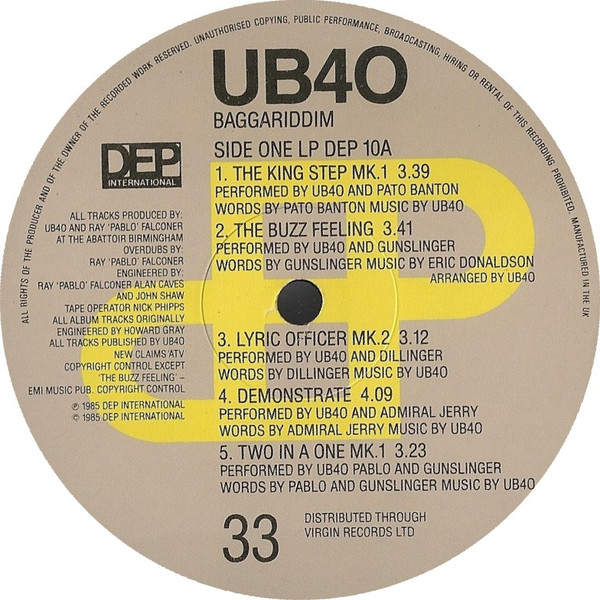 ALL RIGHTS OF THE PRODUCER AND OF THE OWNER OF THE RECORDED WORK RESERVED. UNAUTHORISED COPYING, PUBLIC PERFORMANCE, BROADCASTING, HIRING OR RENTAL OF THIS RECORDING PROHIBITED. MANUFACTURED IN THE UK
UB40
BAGGARIDDIM
SIDE ONE LP DEP 10A
DEP
INTERNATIONAL
1. THE KING STEP MK.1 3.39
PERFORMED BY UB40 AND PATO BANTON
WORDS BY PATO BANTON MUSIC BY UB40
2. THE BUZZ FEELING 3.41
PERFORMED BY UB40 AND GUNSLINGER
WORDS BY GUNSLINGER MUSIC BY ERIC DONALDSON
ARRANGED BY UB40
3. LYRIC OFFICER MK.2 3.12
PERFORMED BY UB40 AND DILLINGER
WORDS BY DILLINGER MUSIC BY UB40
4. DEMONSTRATE 4.09
PERFORMED BY UB40 AND ADMIRAL JERRY
WORDS BY ADMIRAL JERRY MUSIC BY UB40
5. TWO IN A ONE MK.1 3.23
PERFORMED BY UB40 PABLO AND GUNSLINGER
WORDS BY PABLO AND GUNSLINGER MUSIC BY UB40
ALL TRACKS PRODUCED BY:
UB40 AND RAY 'PABLO' FALCONER
AT THE ABATTOIR BIRMINGHAM
OVERDUBS BY:
RAY 'PABLO' FALCONER
ENGINEERED BY:
RAY 'PABLO' FALCONER ALAN CAVES
AND JOHN SHAW
TAPE OPERATOR NICK PHIPPS
ALL ALBUM TRACKS ORIGINALLY
ENGINEERED BY HOWARD GRAY
ALL TRACKS PUBLISHED BY UB40
NEW CLAIMS'ATV
COPYRIGHT CONTROL EXCEPT
'THE BUZZ FEELING' –
EMI MUSIC PUB. COPYRIGHT CONTROL
℗ 1985 DEP INTERNATIONAL
© 1985 DEP INTERNATIONAL
33
DISTRIBUTED THROUGH
VIRGIN RECORDS LTD